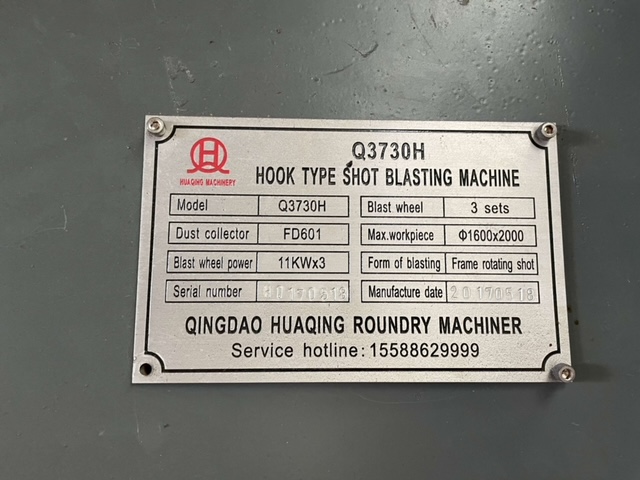 HUAQING MACHINEPY
Q3730H
HOOK TYPE SHOT BLASTING MACHINE
Model Q3730H Blast wheel 3 sets
Dust collector FD601 Max.workpiece Φ1600x2000
Blast wheel power 11KWx3 Form of blasting Frame rotating shot
Serial number Manufacture date 20170518
QINGDAO HUAQING ROUNDRY MACHINER
Service hotline: 15588629999